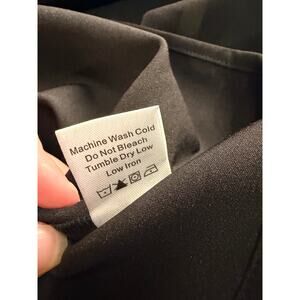 Machine Wash Cold
Do Not Bleach
Tumble Dry Low
Low Iron